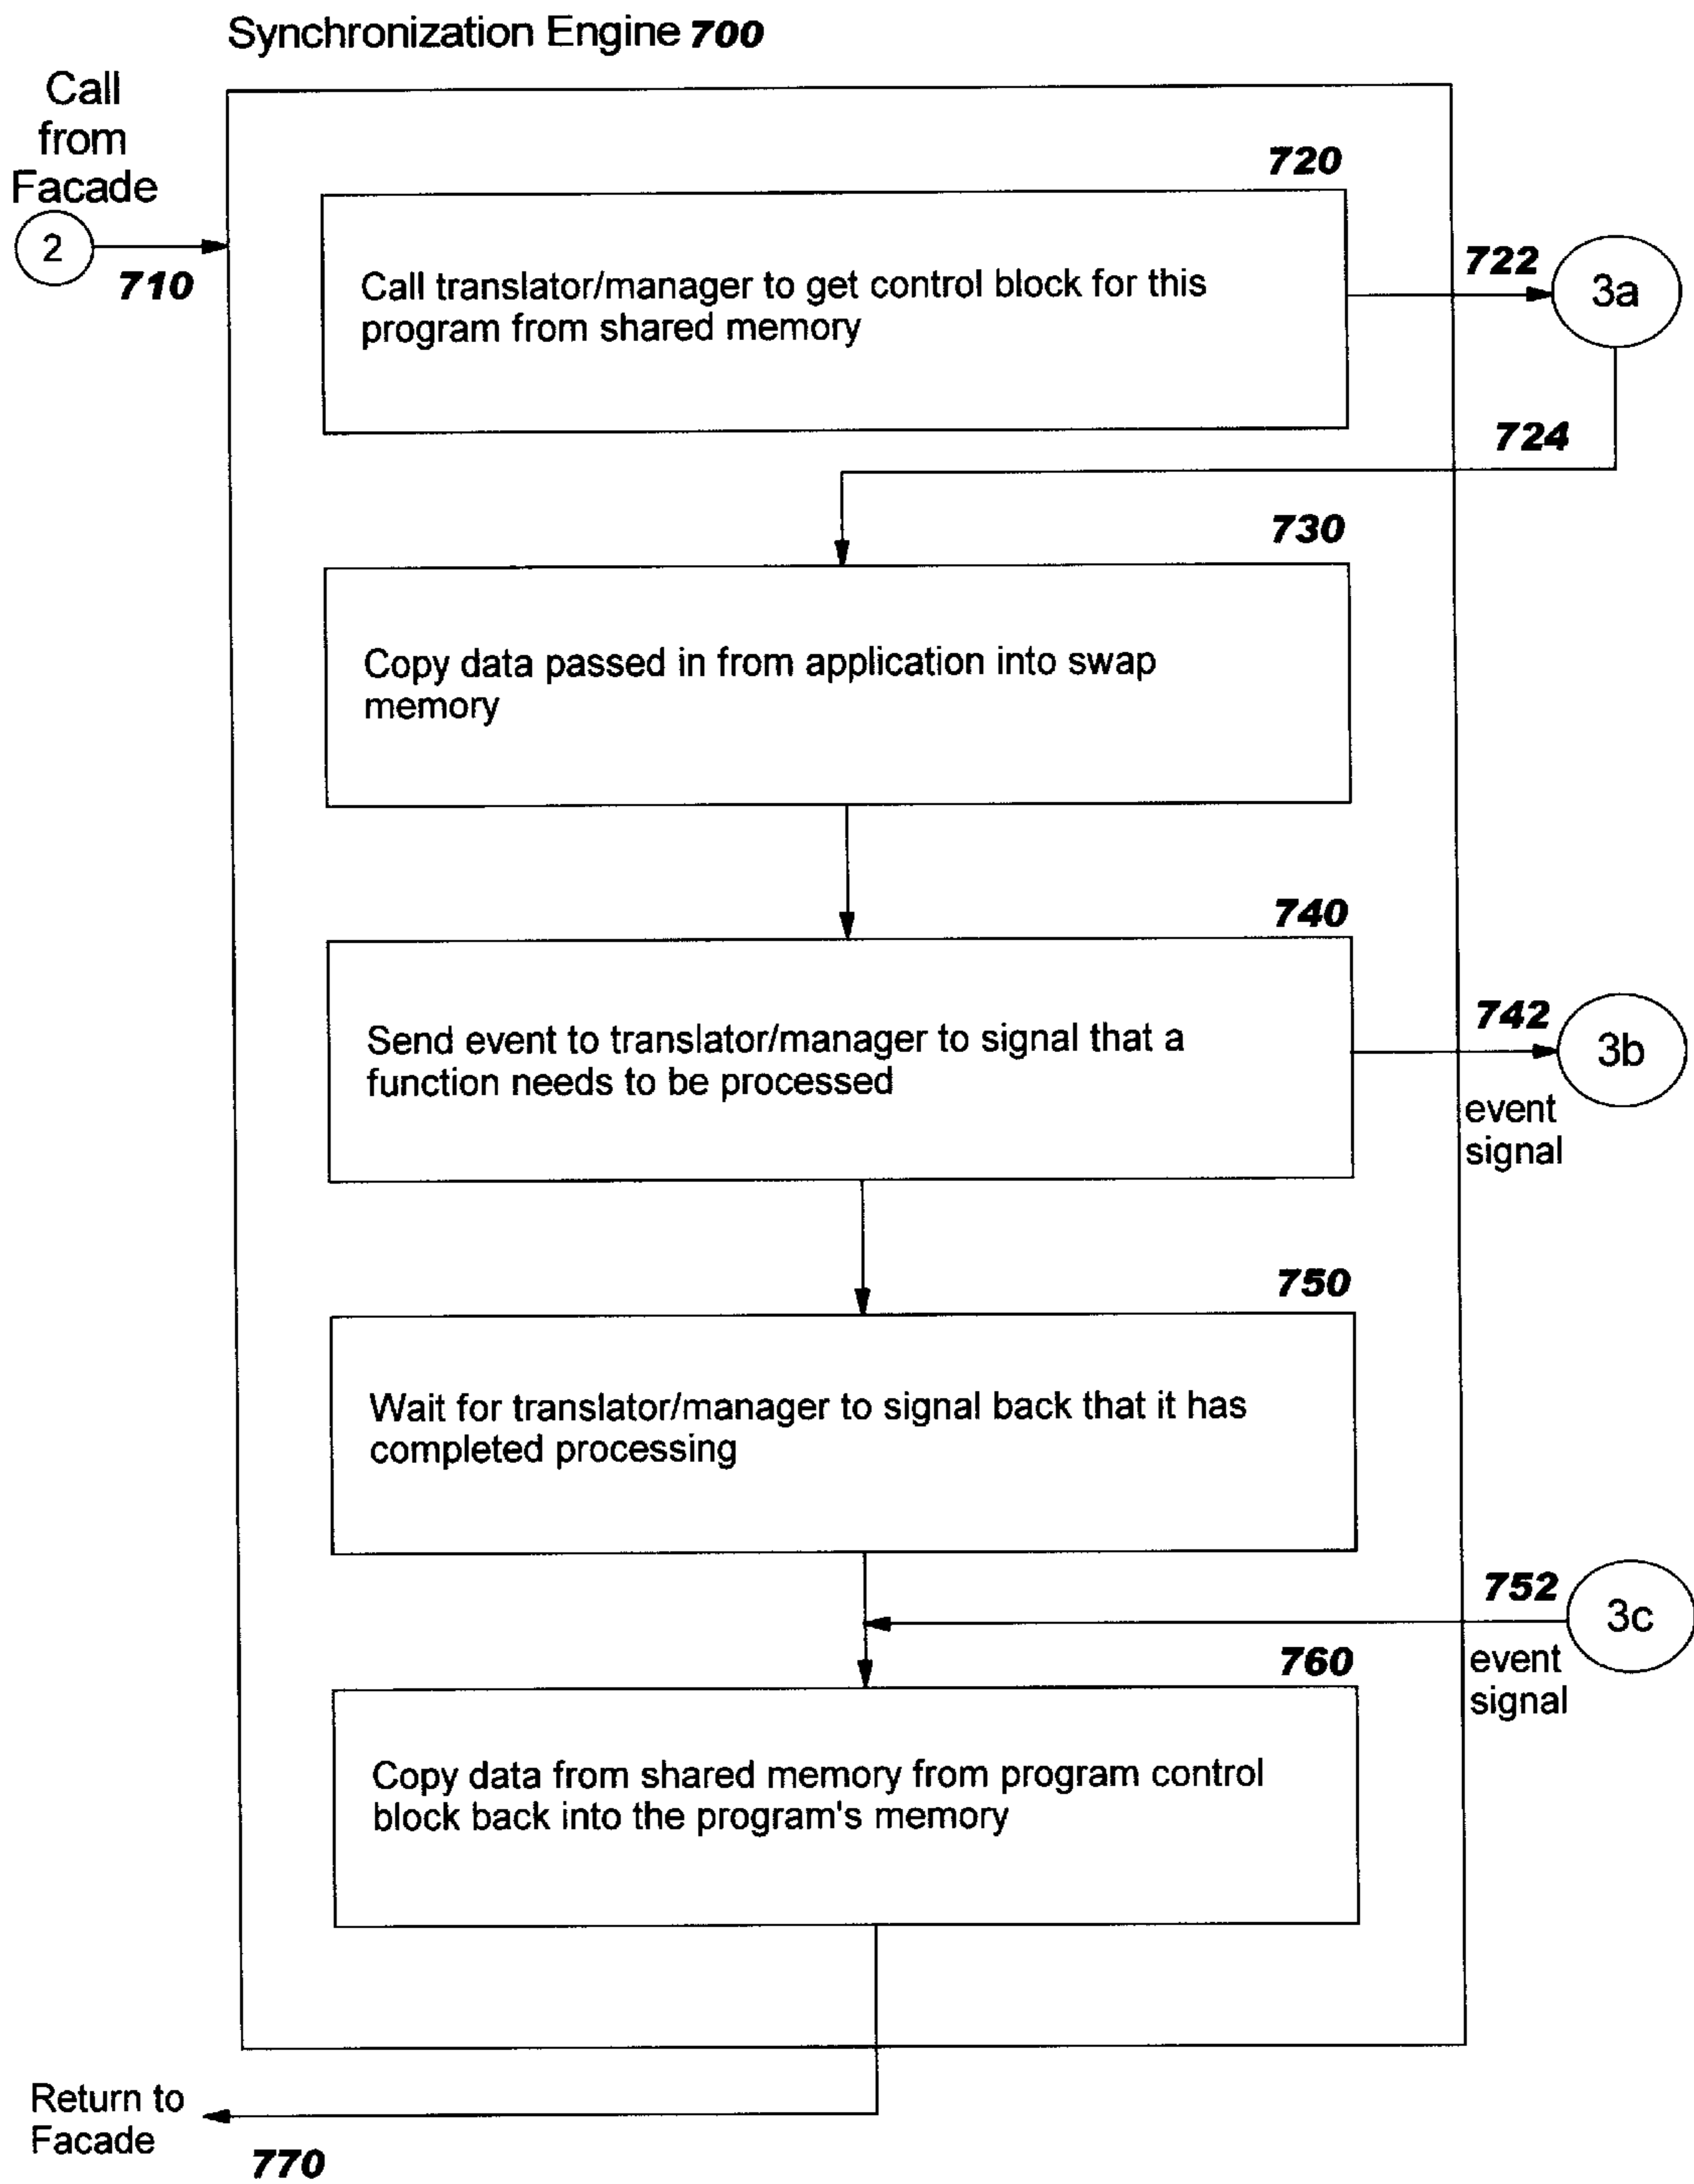 Synchronization Engine 700
Call
from
Facade
2
710
720
Call translator/manager to get control block for this
program from shared memory
722
3a
724
730
Copy data passed in from application into swap
memory
740
Send event to translator/manager to signal that a
function needs to be processed
742
3b
event
signal
750
Wait for translator/manager to signal back that it has
completed processing
752
3c
event
signal
760
Copy data from shared memory from program control
block back into the program's memory
Return to
Facade
770